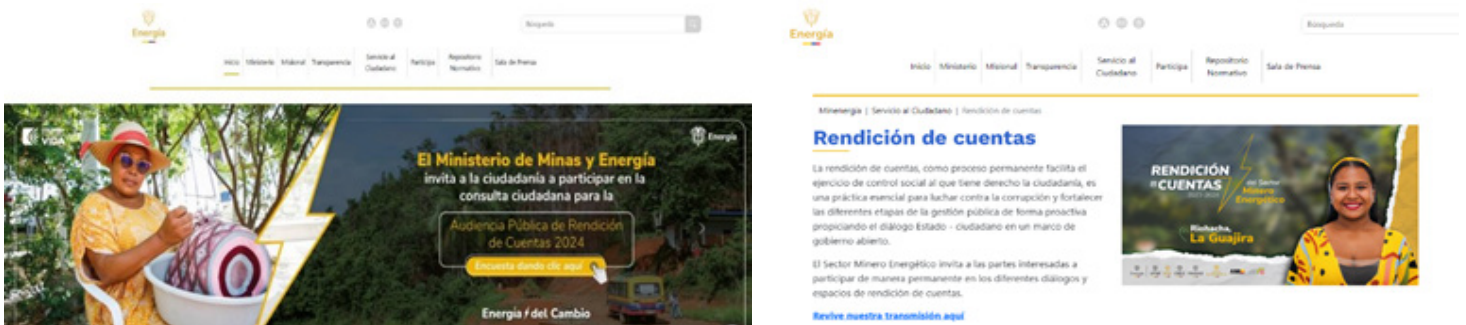 Energía
Búsqueda
Inicio Ministerio Misional Transparencia Servicio al Ciudadano Participa Repositorio Normativo Sala de Prensa
VIDA
Energía
El Ministerio de Minas y Energía
invita a la ciudadanía a participar en la
consulta ciudadana para la
Audiencia Pública de Rendición
de Cuentas 2024
Encuesta dando clic aquí
Energía del Cambio
Energía
Búsqueda
Inicio Ministerio Misional Transparencia Servicio al Ciudadano Participa Repositorio Normativo Sala de Prensa
Minenergía | Servicio al Ciudadano | Rendición de cuentas
Rendición de cuentas
La rendición de cuentas, como proceso permanente facilita el
ejercicio de control social al que tiene derecho la ciudadanía, es
una práctica esencial para luchar contra la corrupción y fortalecer
las diferentes etapas de la gestión pública de forma proactiva
propiciando el diálogo Estado - ciudadano en un marco de
gobierno abierto.
El Sector Minero Energético invita a las partes interesadas a
participar de manera permanente en los diferentes diálogos y
espacios de rendición de cuentas.
Revive nuestra transmisión aquí
RENDICIÓN
CUENTAS
del Sector
Minero
Energético
Riohacha,
La Guajira